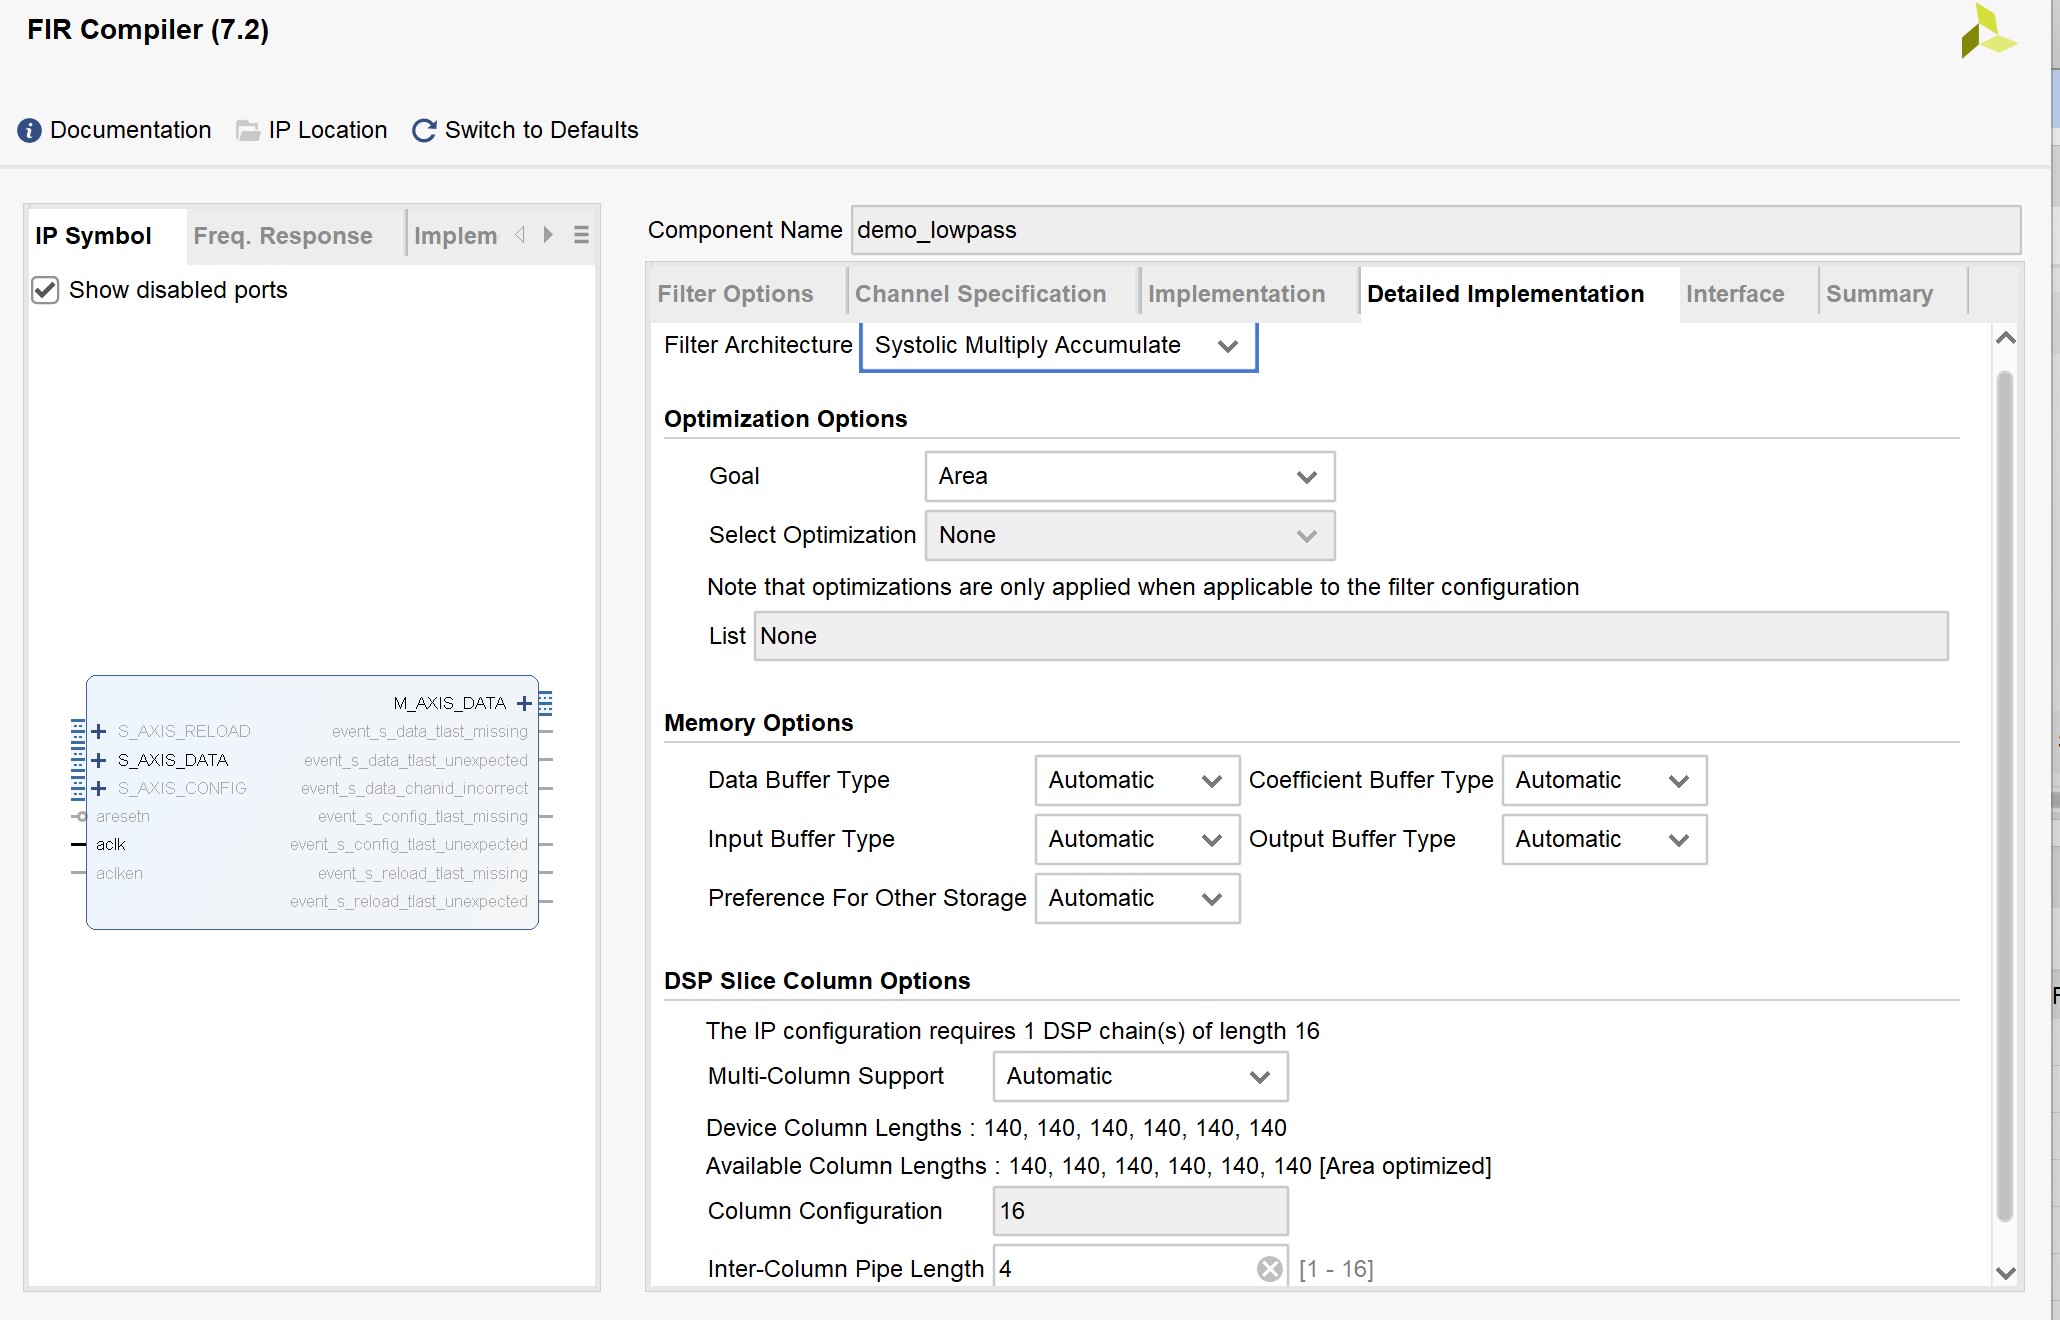 FIR Compiler (7.2)
Documentation IP Location Switch to Defaults
IP Symbol Freq. Response Implem
Show disabled ports
M_AXIS_DATA
S_AXIS_RELOAD event_s_data_tlast_missing
S_AXIS_DATA event_s_data_tlast_unexpected
S_AXIS_CONFIG event_s_data_chanid_incorrect
aresetn event_s_config_tlast_missing
aclk event_s_config_tlast_unexpected
aclken event_s_reload_tlast_missing
event_s_reload_tlast_unexpected
Component Name demo_lowpass
Filter Options Channel Specification Implementation Detailed Implementation Interface Summary
Filter Architecture Systolic Multiply Accumulate
Optimization Options
Goal Area
Select Optimization None
Note that optimizations are only applied when applicable to the filter configuration
List None
Memory Options
Data Buffer Type Automatic Coefficient Buffer Type Automatic
Input Buffer Type Automatic Output Buffer Type Automatic
Preference For Other Storage Automatic
DSP Slice Column Options
The IP configuration requires 1 DSP chain(s) of length 16
Multi-Column Support Automatic
Device Column Lengths : 140, 140, 140, 140, 140, 140
Available Column Lengths : 140, 140, 140, 140, 140, 140 [Area optimized]
Column Configuration 16
Inter-Column Pipe Length 4 [1 - 16]